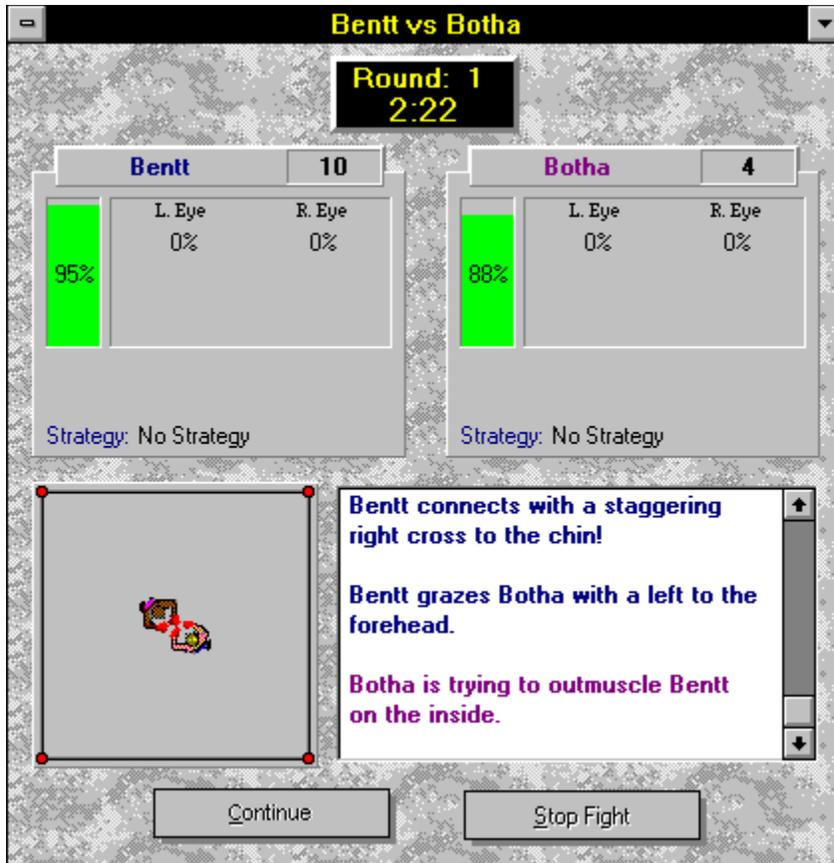 Bentt vs Botha
Round: 1
2:22
Bentt 10
Botha 4
L. Eye R. Eye
0% 0%
95%
L. Eye R. Eye
0% 0%
88%
Strategy: No Strategy
Strategy: No Strategy
Bentt connects with a staggering
right cross to the chin!
Bentt grazes Botha with a left to the
forehead.
Botha is trying to outmuscle Bentt
on the inside.
Continue
Stop Fight